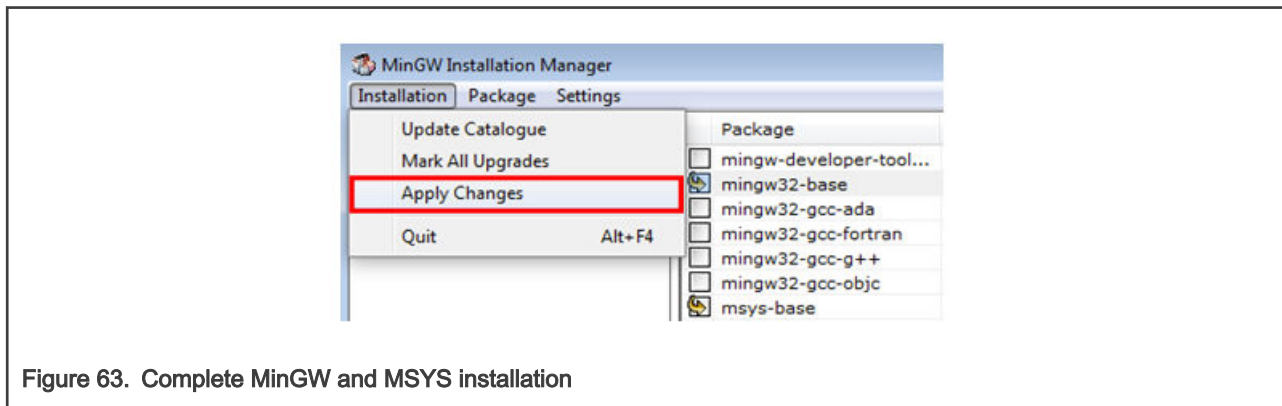 MinGW Installation Manager
Installation Package Settings
Update Catalogue
Mark All Upgrades
Apply Changes
Quit Alt+F4
Package
mingw-developer-tool...
mingw32-base
mingw32-gcc-ada
mingw32-gcc-fortran
mingw32-gcc-g++
mingw32-gcc-objc
msys-base
Figure 63. Complete MinGW and MSYS installation